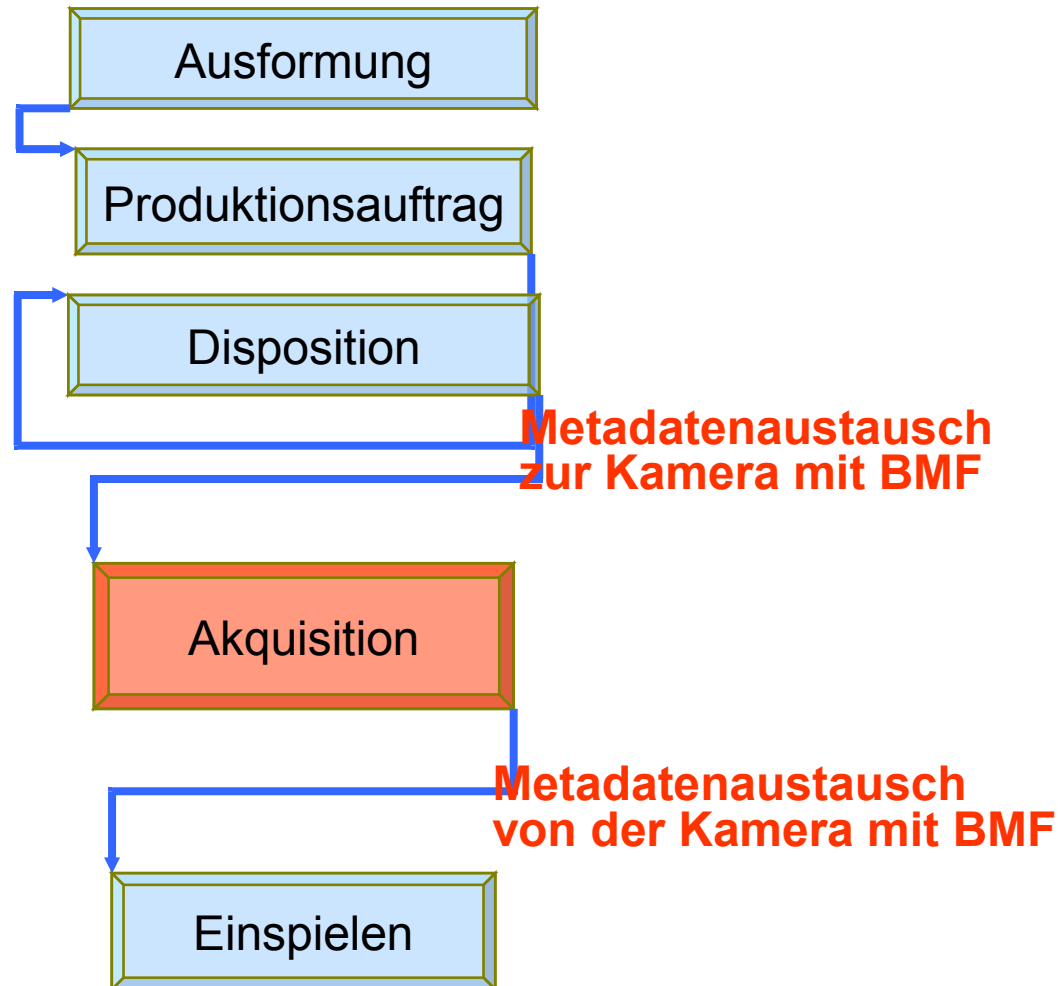 Ausformung
Produktionsauftrag
Disposition
Metadatenaustausch
zur Kamera mit BMF
Akquisition
Metadatenaustausch
von der Kamera mit BMF
Einspielen